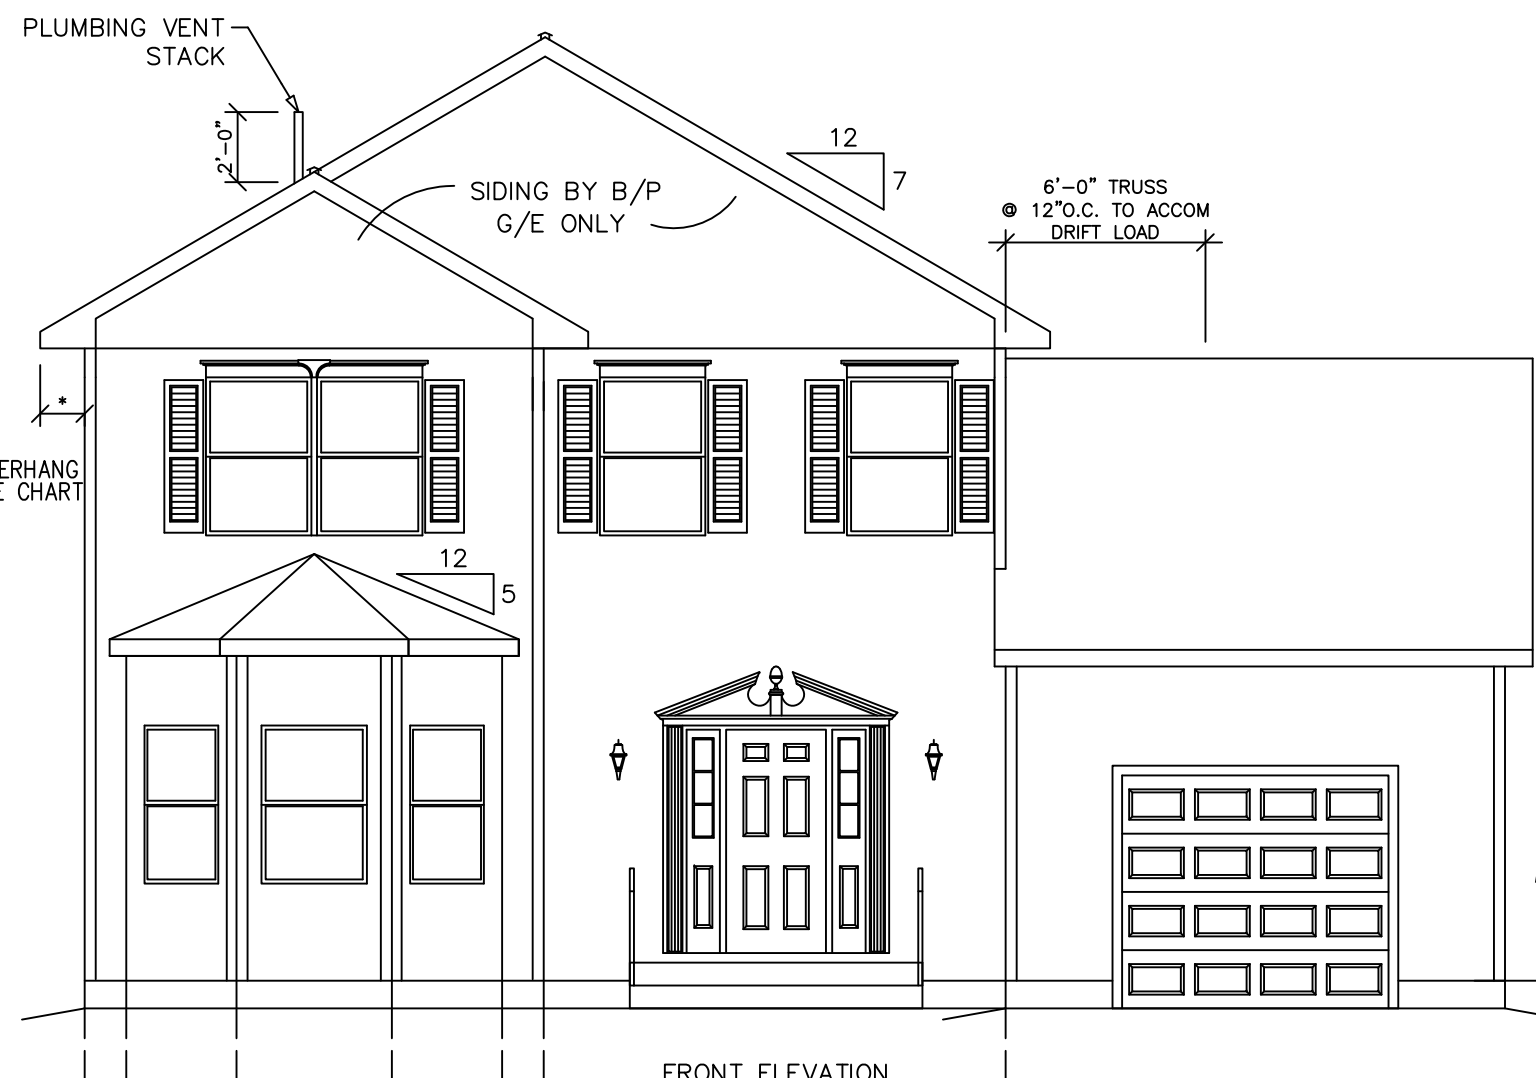 PLUMBING VENT
STACK
2'-0"
12
7
SIDING BY B/P
G/E ONLY
6'-0" TRUSS
@ 12"O.C. TO ACCOM
DRIFT LOAD
*
ERHANG
E CHART
12
5
FRONT ELEVATION